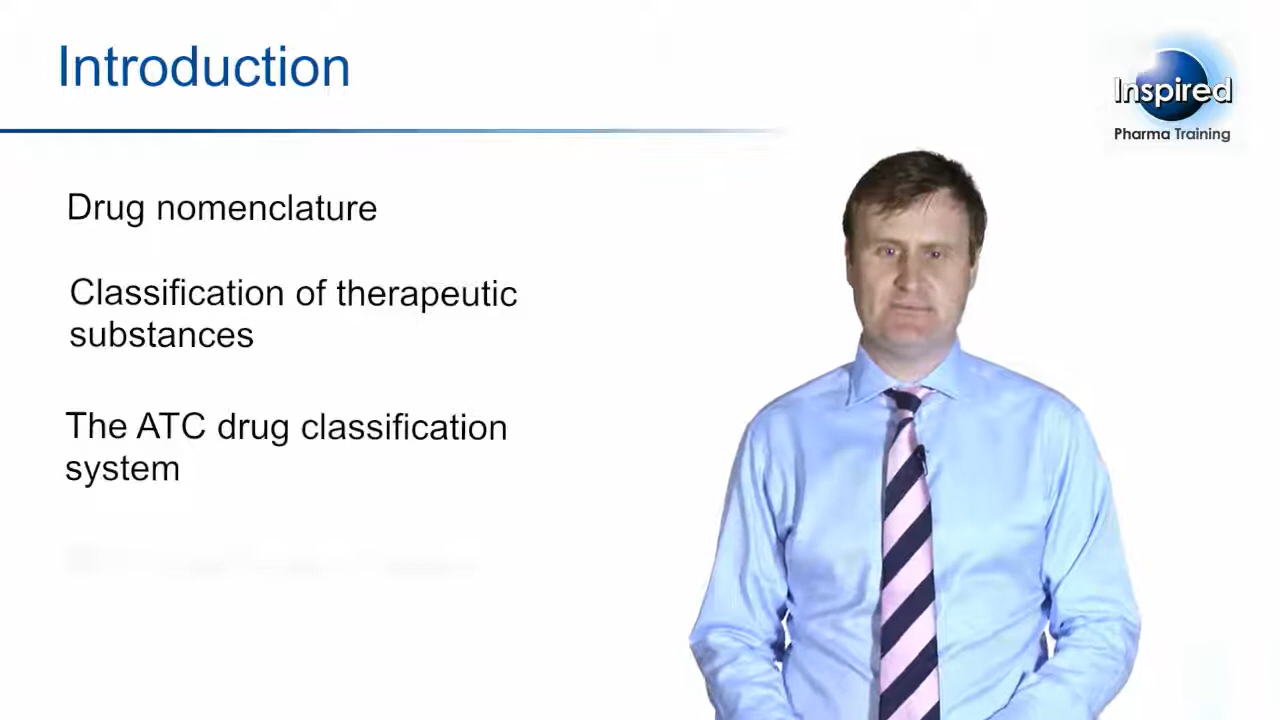 Introduction
Inspired
Pharma Training
Drug nomenclature
Classification of therapeutic
substances
The ATC drug classification
system